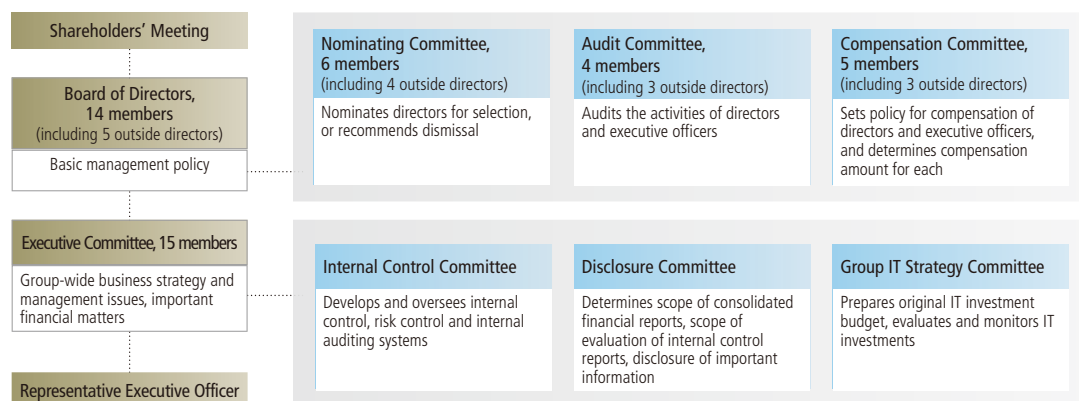 Shareholders' Meeting
Board of Directors,
14 members
(including 5 outside directors)
Basic management policy
Nominating Committee,
6 members
(including 4 outside directors)
Nominates directors for selection,
or recommends dismissal
Audit Committee,
4 members
(including 3 outside directors)
Audits the activities of directors
and executive officers
Compensation Committee,
5 members
(including 3 outside directors)
Sets policy for compensation of
directors and executive officers,
and determines compensation
amount for each
Executive Committee, 15 members
Group-wide business strategy and
management issues, important
financial matters
Internal Control Committee
Develops and oversees internal
control, risk control and internal
auditing systems
Disclosure Committee
Determines scope of consolidated
financial reports, scope of
evaluation of internal control
reports, disclosure of important
information
Group IT Strategy Committee
Prepares original IT investment
budget, evaluates and monitors IT
investments
Representative Executive Officer